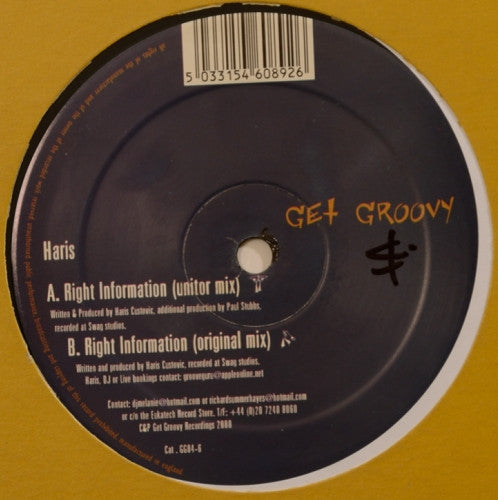 5 033154 608926
GET GROOVY
Haris
A. Right Information (unitor mix)
Written & Produced by Haris Custovic, additional production by Paul Stubbs.
recorded at Swag studios.
B. Right Information (original mix)
Written and produced by Haris Custovic, recorded at Swag studios.
Haris, DJ or Live bookings contact: grooveguru@appleonline.net
Contact: djmelanie@hotmail.com or richardsummerhayes@hotmail.com
or c/o the Eukatech Record Store. Tlf: +44 (0)20 7240 8060
C&P Get Groovy Recordings 2000
Cat . GG04-6